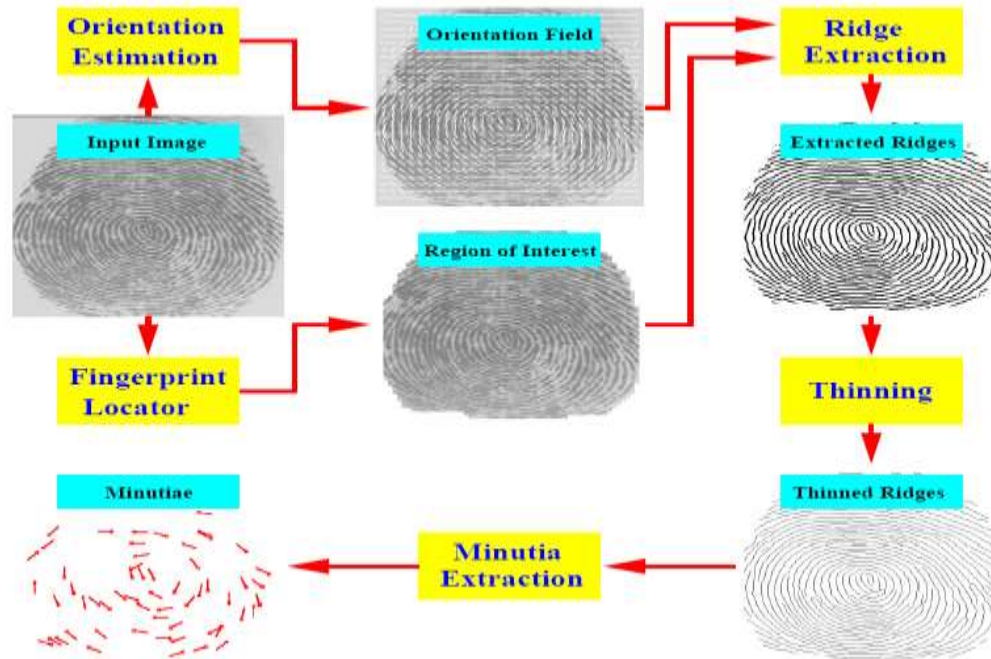 Orientation
Estimation
Orientation Field
Ridge
Extraction
Input Image
Extracted Ridges
Region of Interest
Fingerprint
Locator
Thinning
Minutiae
Thinned Ridges
Minutia
Extraction